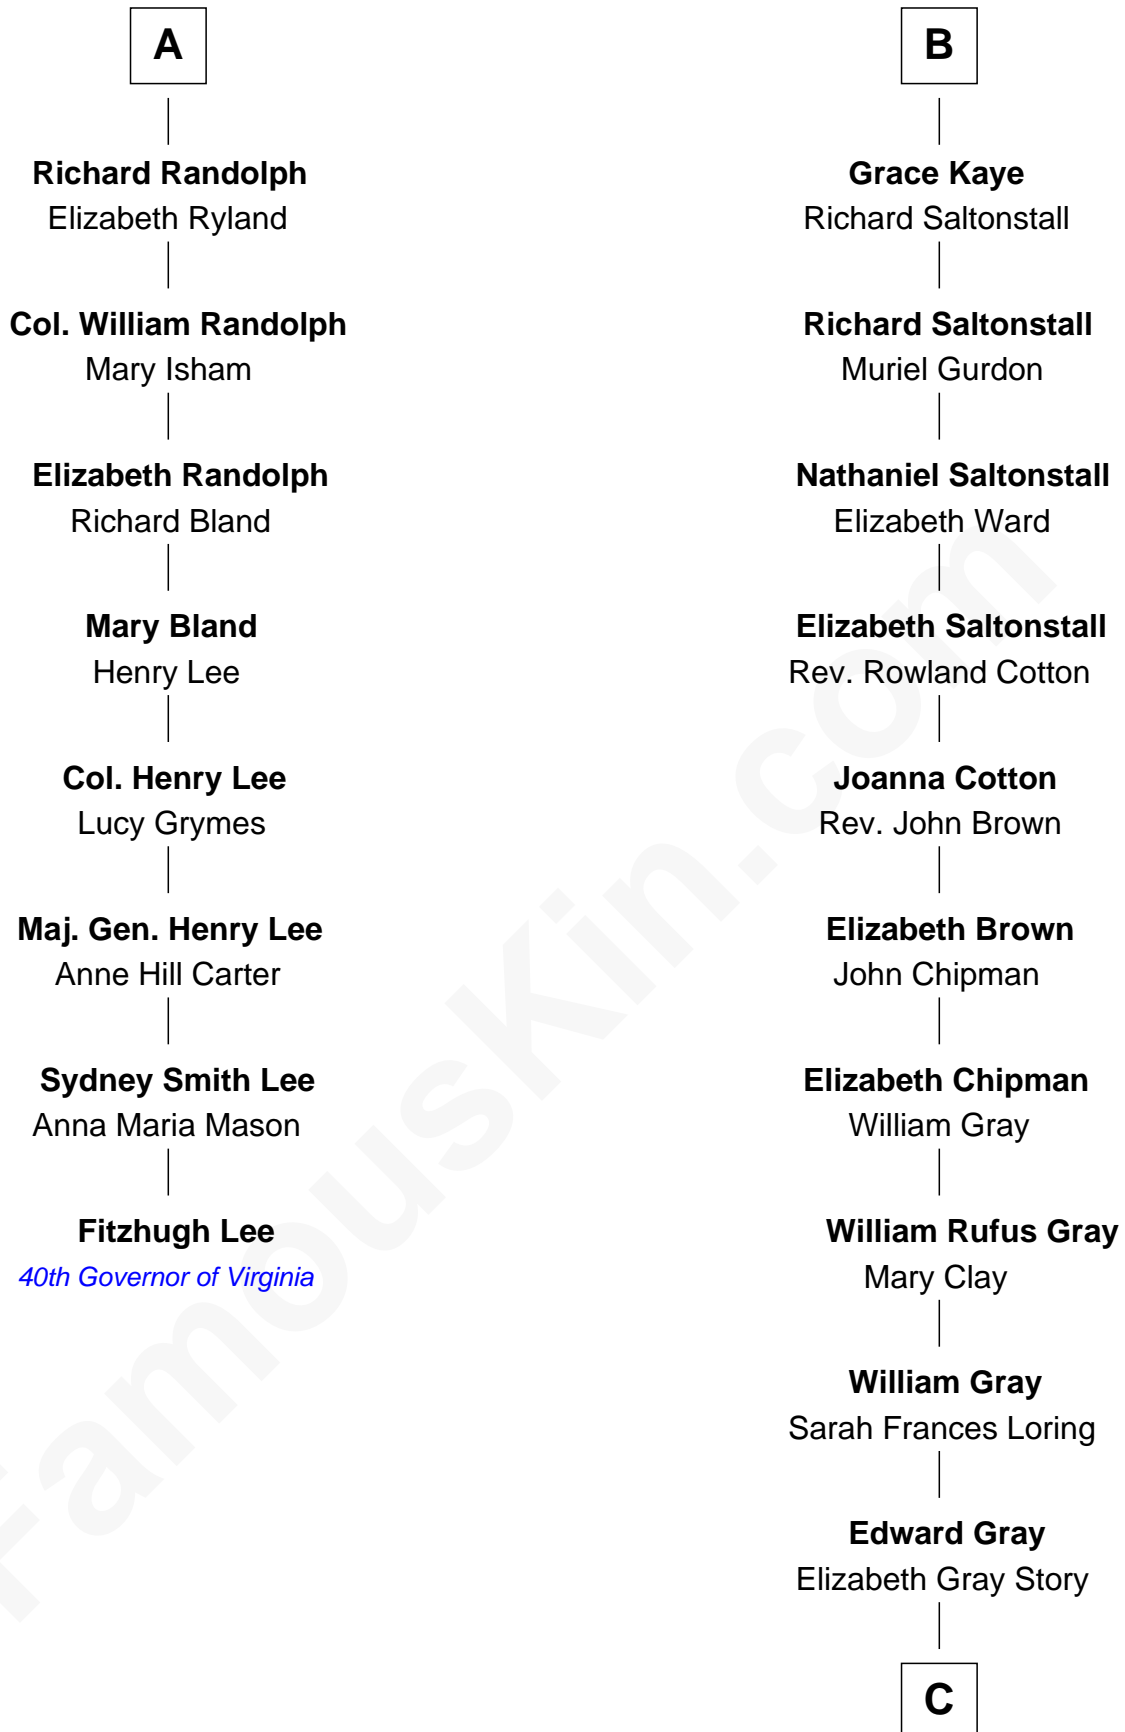 A
Richard Randolph
Elizabeth Ryland
Col. William Randolph
Mary Isham
Elizabeth Randolph
Richard Bland
Mary Bland
Henry Lee
Col. Henry Lee
Lucy Grymes
Maj. Gen. Henry Lee
Anne Hill Carter
Sydney Smith Lee
Anna Maria Mason
Fitzhugh Lee
40th Governor of Virginia
B
Grace Kaye
Richard Saltonstall
Richard Saltonstall
Muriel Gurdon
Nathaniel Saltonstall
Elizabeth Ward
Elizabeth Saltonstall
Rev. Rowland Cotton
Joanna Cotton
Rev. John Brown
Elizabeth Brown
John Chipman
Elizabeth Chipman
William Gray
William Rufus Gray
Mary Clay
William Gray
Sarah Frances Loring
Edward Gray
Elizabeth Gray Story
C
FamousKin.com